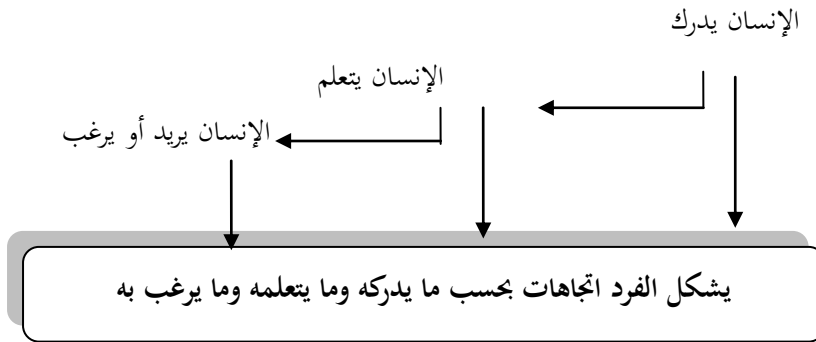 الإنسان يدرك
الإنسان يتعلم
الإنسان يريد أو يرغب
يشكل الفرد اتجاهات بحسب ما يدركه وما يتعلمه وما يرغب به